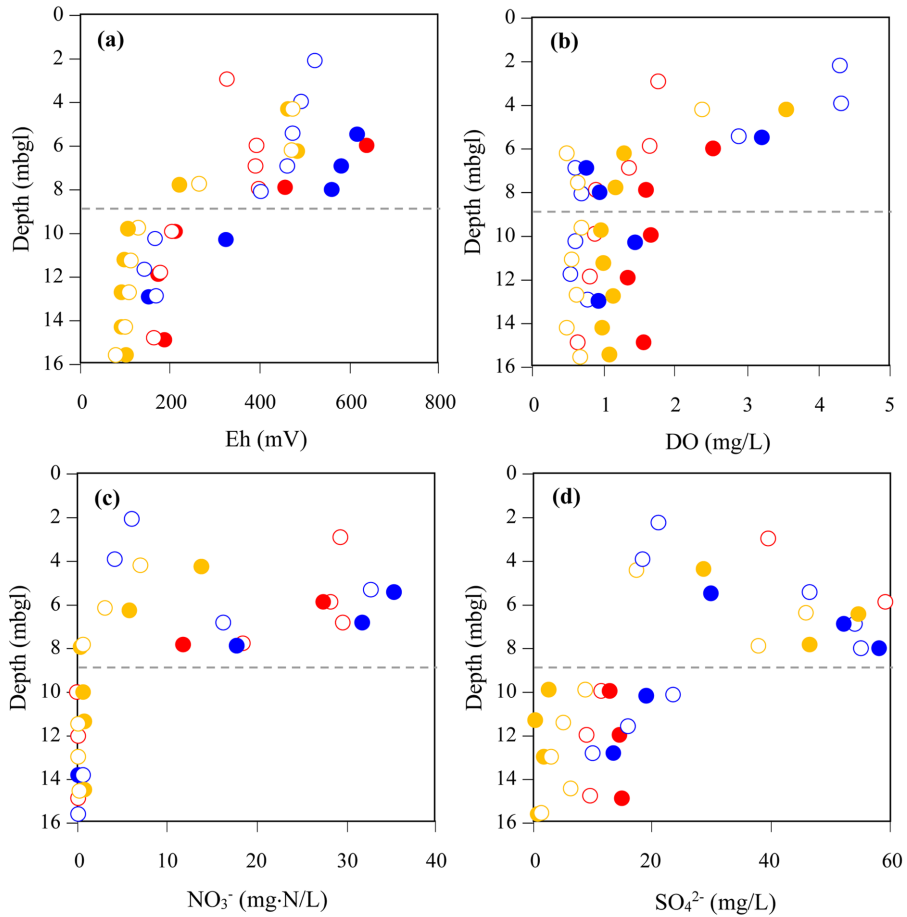 (a)
0
2
4
6
8
10
12
14
16
Depth (mbgl)
0 200 400 600 800
Eh (mV)
(b)
0
2
4
6
8
10
12
14
16
Depth (mbgl)
0 1 2 3 4 5
DO (mg/L)
(c)
0
2
4
6
8
10
12
14
16
Depth (mbgl)
0 10 20 30 40
NO₃⁻ (mg·N/L)
(d)
0
2
4
6
8
10
12
14
16
Depth (mbgl)
0 20 40 60
SO₄²⁻ (mg/L)